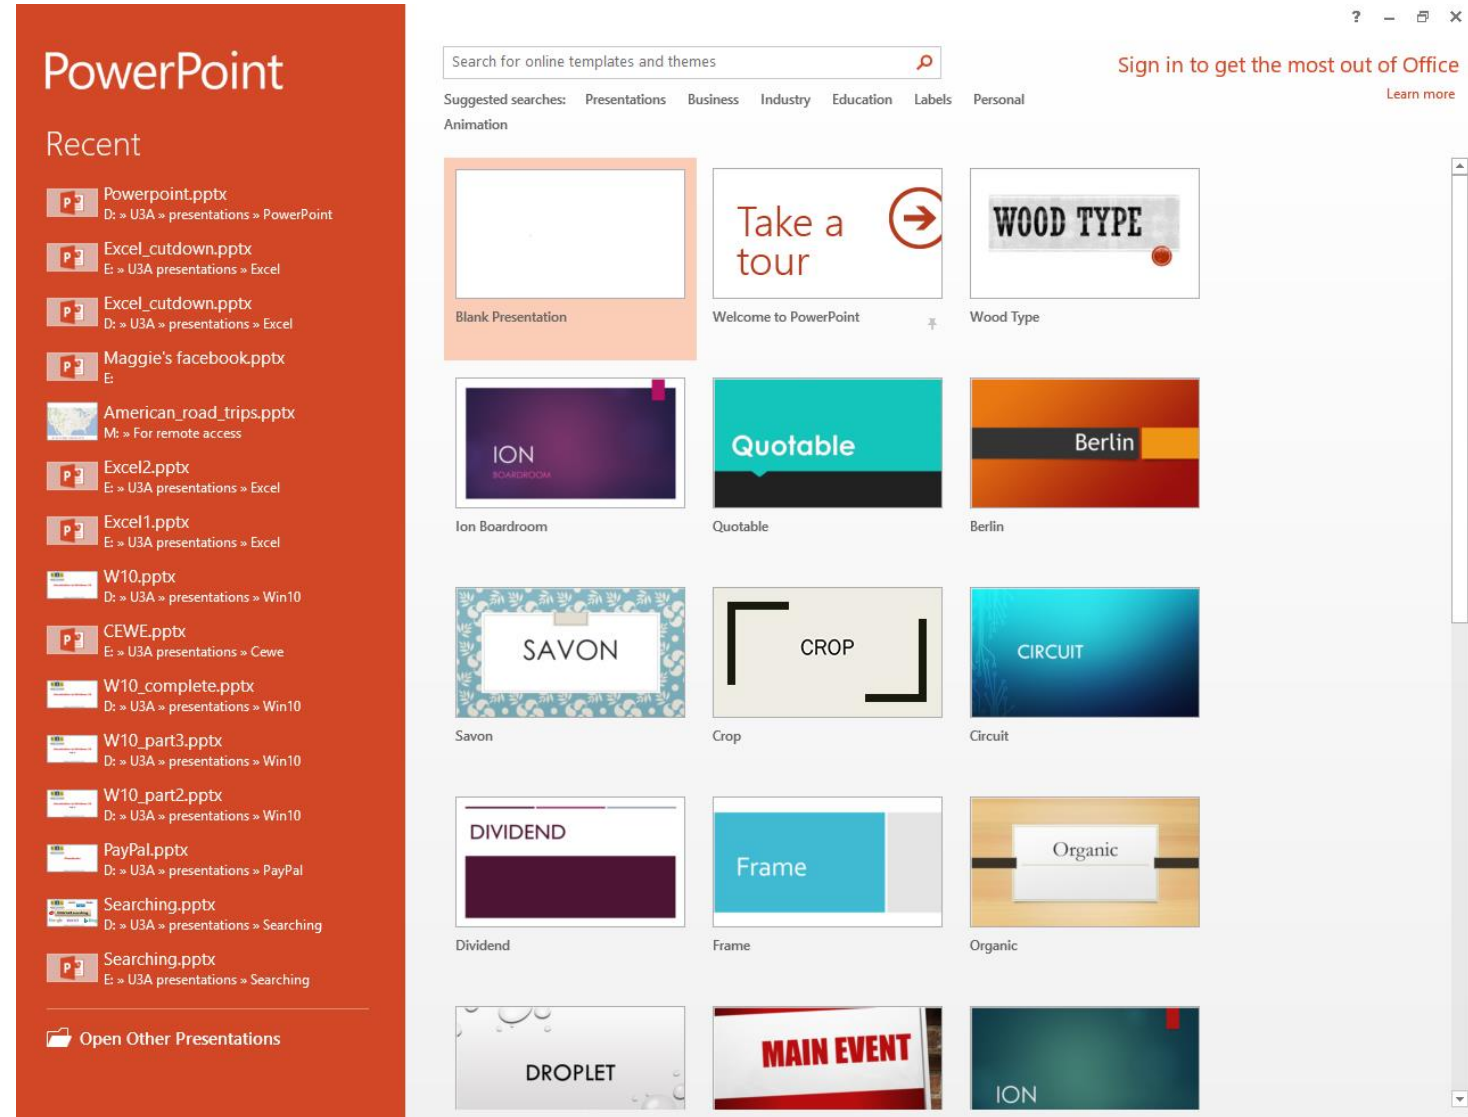 PowerPoint
Recent
Powerpoint.pptx
D: » U3A » presentations » PowerPoint
Excel_cutdown.pptx
E: » U3A presentations » Excel
Excel_cutdown.pptx
D: » U3A » presentations » Excel
Maggie's facebook.pptx
E:
American_road_trips.pptx
M: » For remote access
Excel2.pptx
E: » U3A presentations » Excel
Excel1.pptx
E: » U3A presentations » Excel
W10.pptx
D: » U3A » presentations » Win10
CEWE.pptx
E: » U3A presentations » Cewe
W10_complete.pptx
D: » U3A » presentations » Win10
W10_part3.pptx
D: » U3A » presentations » Win10
W10_part2.pptx
D: » U3A » presentations » Win10
PayPal.pptx
D: » U3A » presentations » PayPal
Searching.pptx
D: » U3A » presentations » Searching
Searching.pptx
E: » U3A presentations » Searching
Open Other Presentations
?
Search for online templates and themes
Sign in to get the most out of Office
Learn more
Suggested searches: Presentations Business Industry Education Labels Personal
Animation
Take a
tour
WOOD TYPE
Blank Presentation
Welcome to PowerPoint
Wood Type
ION
BOARDROOM
Quotable
Berlin
Ion Boardroom
Quotable
Berlin
SAVON
CROP
CIRCUIT
Savon
Crop
Circuit
DIVIDEND
Frame
Organic
Dividend
Frame
Organic
DROPLET
MAIN EVENT
ION